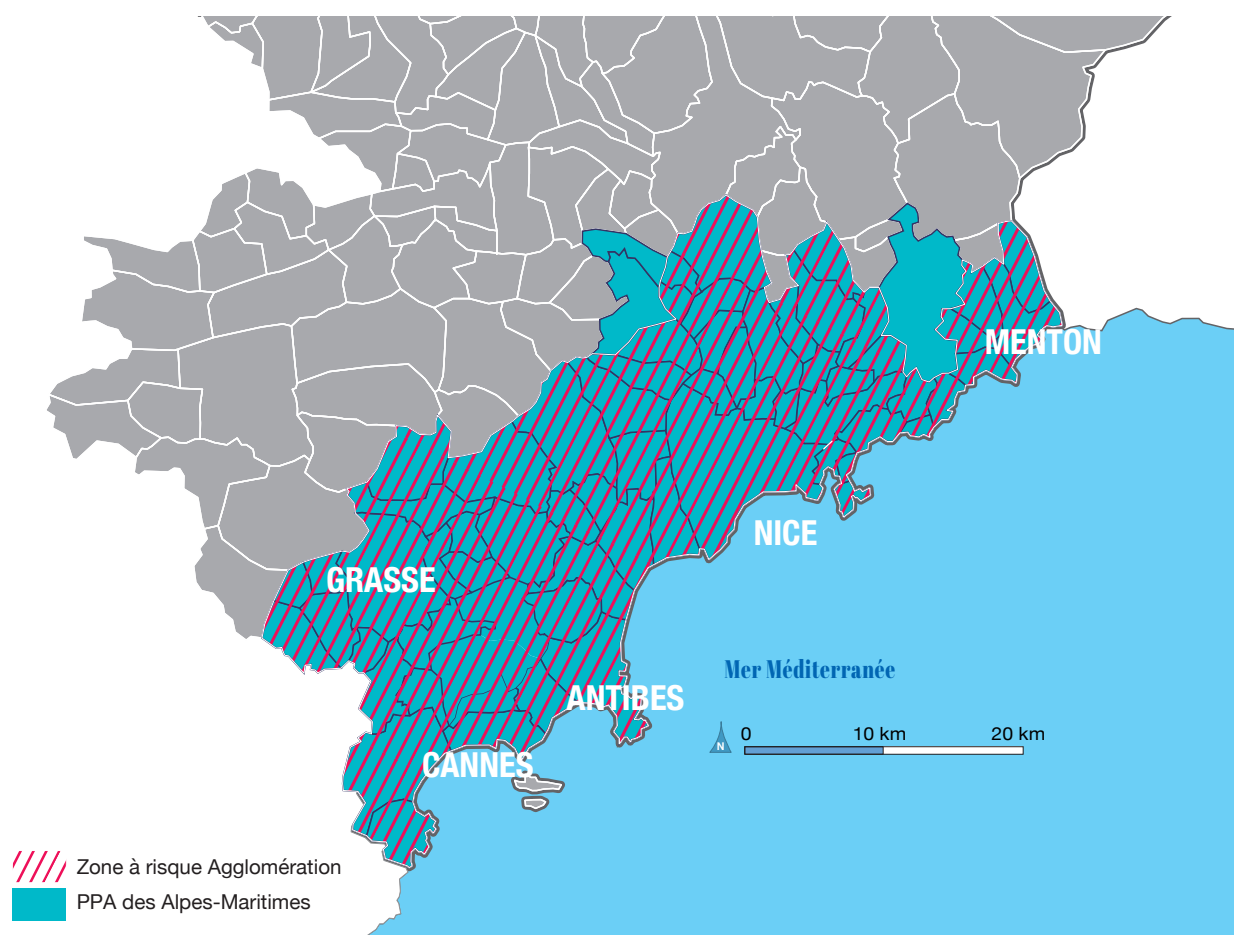 MENTON
NICE
GRASSE
Mer Méditerranée
ANTIBES
0 10 km 20 km
N
CANNES
Zone à risque Agglomération
PPA des Alpes-Maritimes